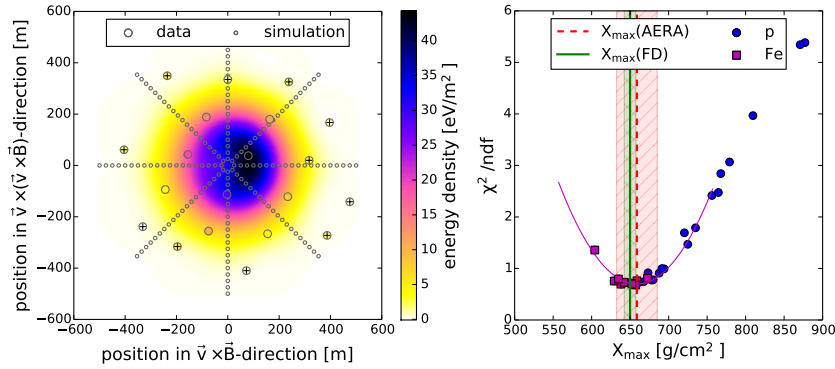 data simulation
600
400
200
0
−200
−400
−600
−600 −400 −200 0 200 400 600
position in v⃗ ×(v⃗ ×B⃗)-direction [m]
position in v⃗ ×B⃗-direction [m]
40
35
30
25
20
15
10
5
0
energy density [eV/m²]
X_max(AERA) p
X_max(FD) Fe
6
5
4
3
2
1
0
χ² /ndf
500 550 600 650 700 750 800 850 900
X_max [g/cm² ]